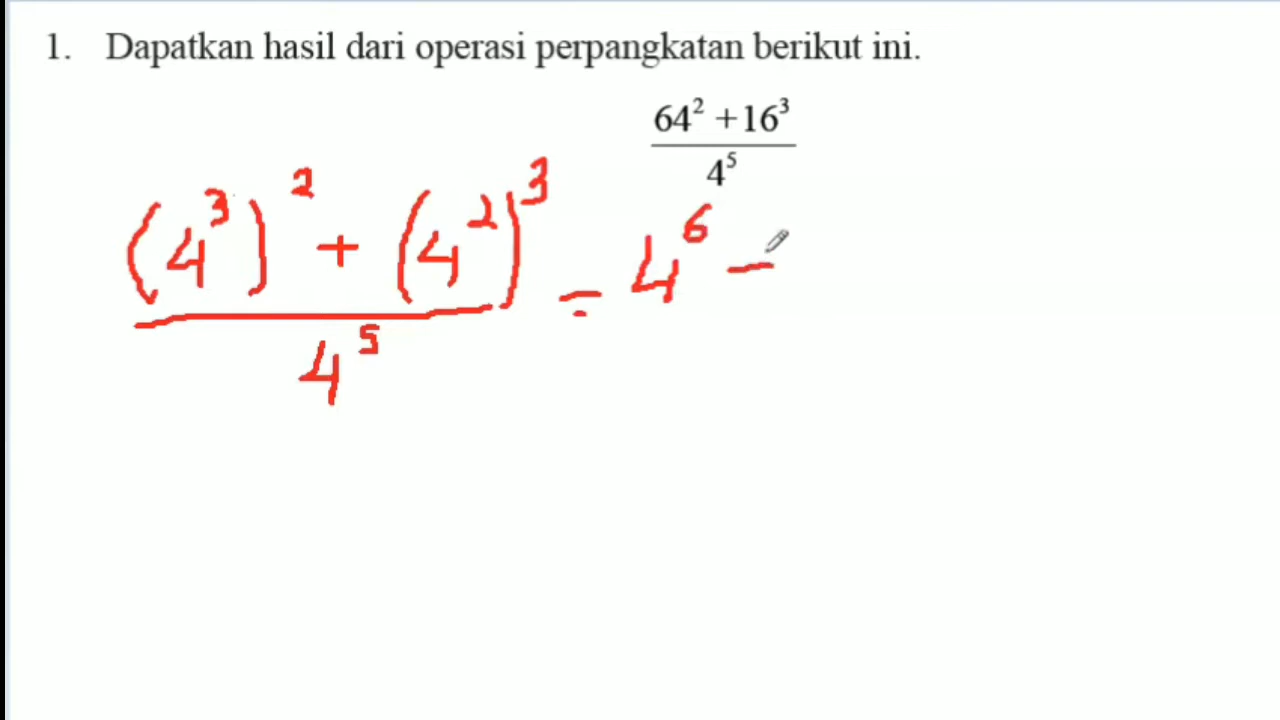 1. Dapatkan hasil dari operasi perpangkatan berikut ini.
64² + 16³
4⁵
(4³)² + (4²)³ = 4⁶ −
4⁵